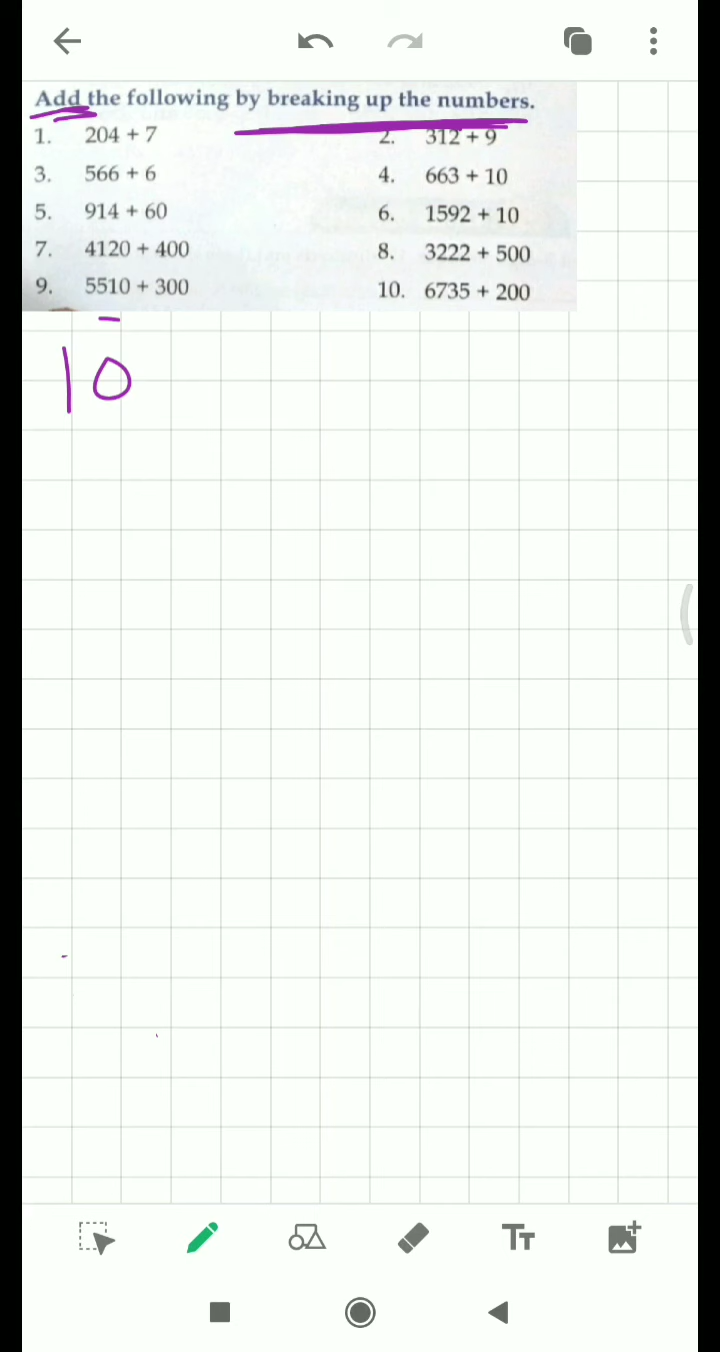 Add the following by breaking up the numbers.
1. 204 + 7
2. 312 + 9
3. 566 + 6
4. 663 + 10
5. 914 + 60
6. 1592 + 10
7. 4120 + 400
8. 3222 + 500
9. 5510 + 300
10. 6735 + 200
10
TT